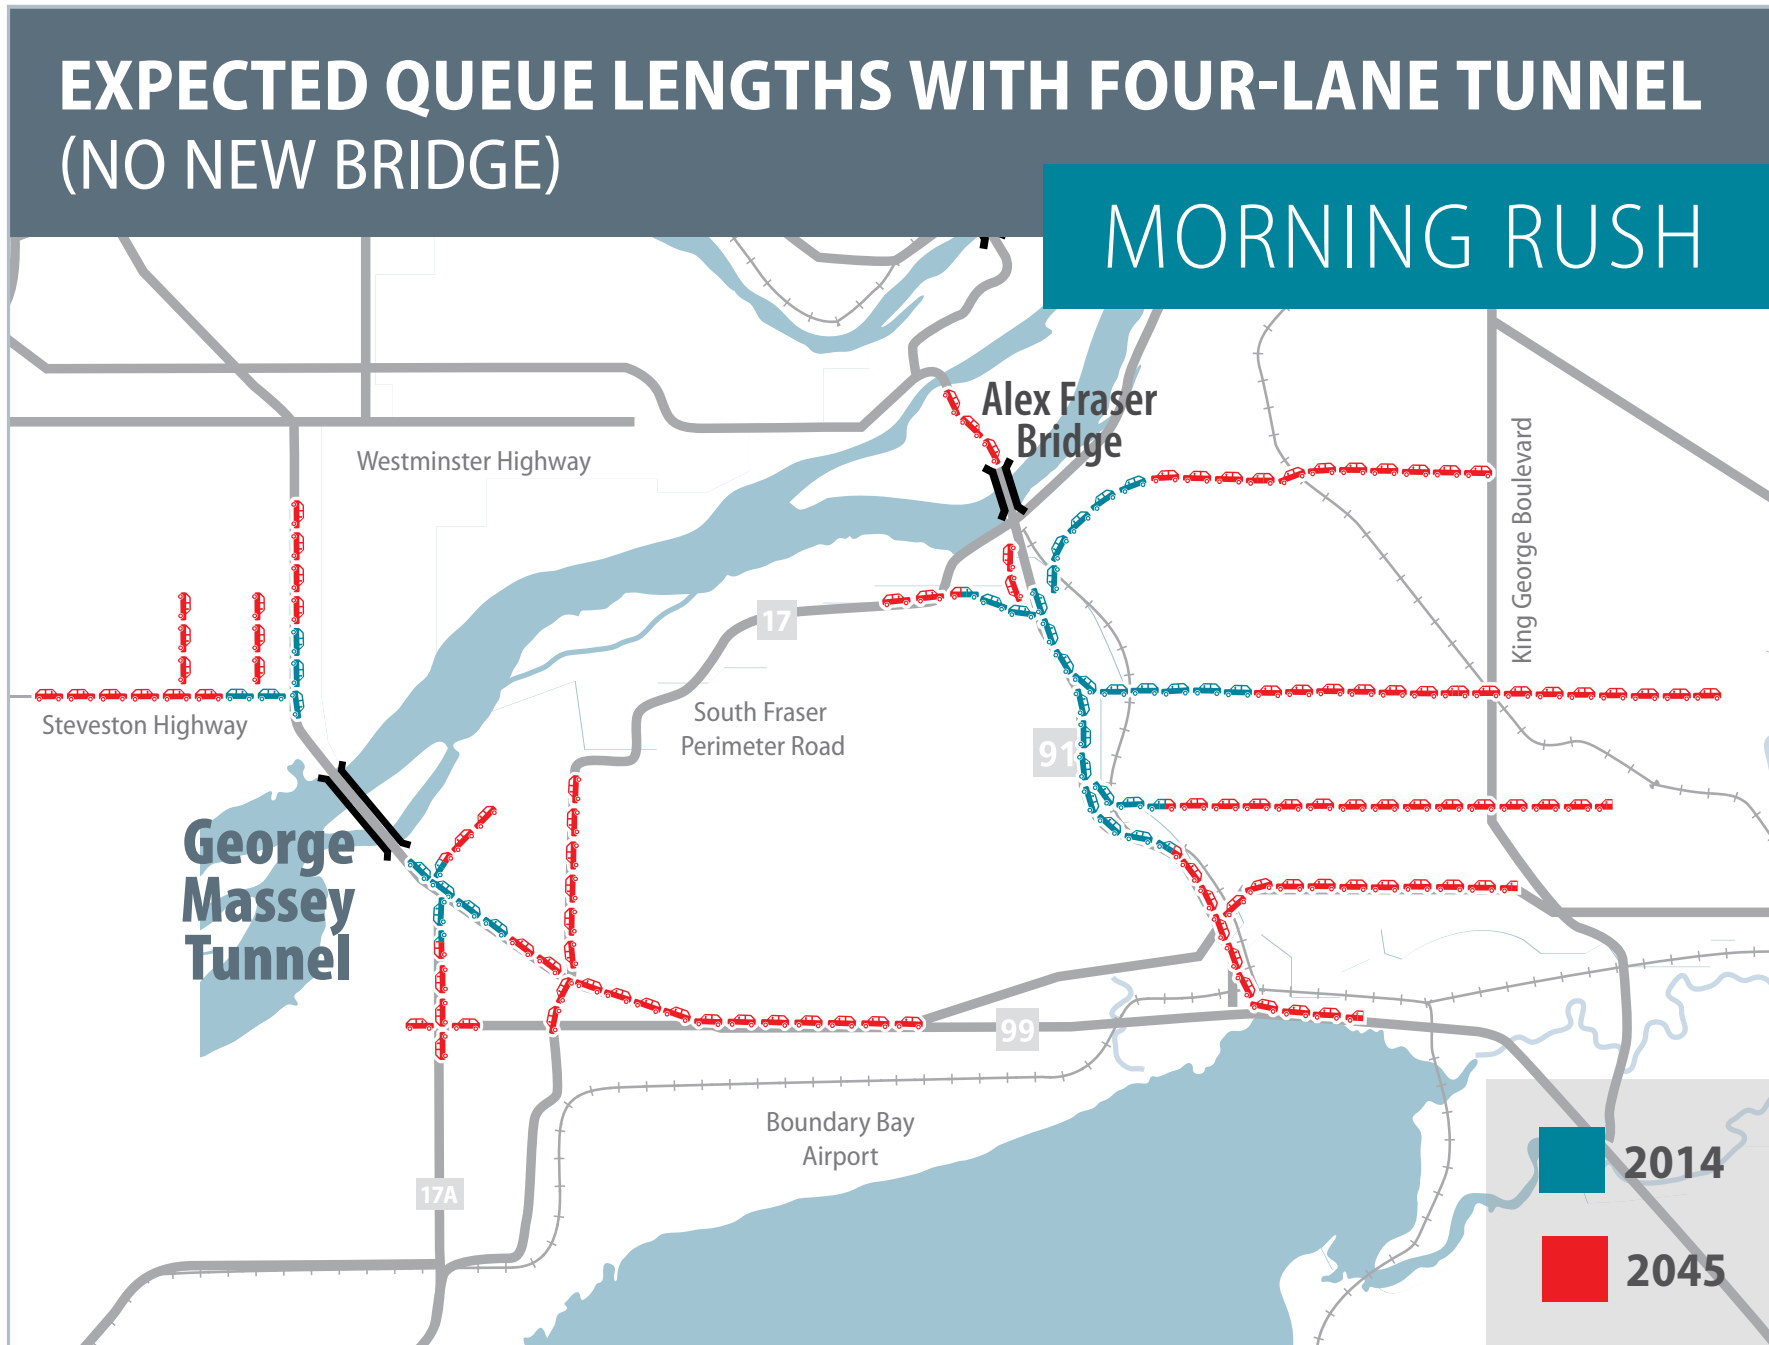 EXPECTED QUEUE LENGTHS WITH FOUR-LANE TUNNEL
(NO NEW BRIDGE)
MORNING RUSH
Alex Fraser
Bridge
Westminster Highway
King George Boulevard
17
Steveston Highway
South Fraser
Perimeter Road
91
George
Massey
Tunnel
99
Boundary Bay
Airport
17A
2014
2045